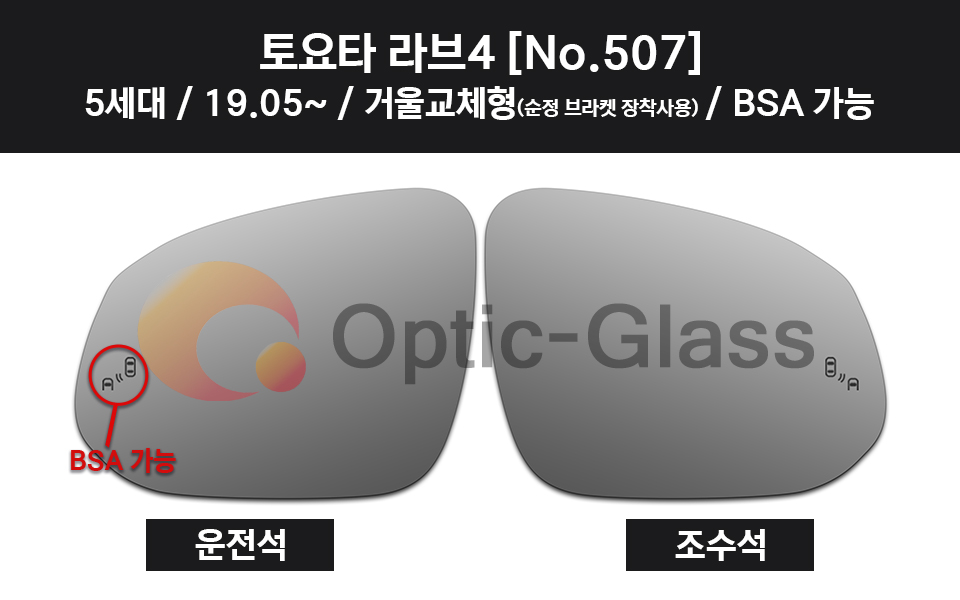 토요타 라브4 [No.507]
5세대 / 19.05~ / 거울교체형(순정 브라켓 장착사용) / BSA 가능
Optic-Glass
BSA 가능
운전석
조수석